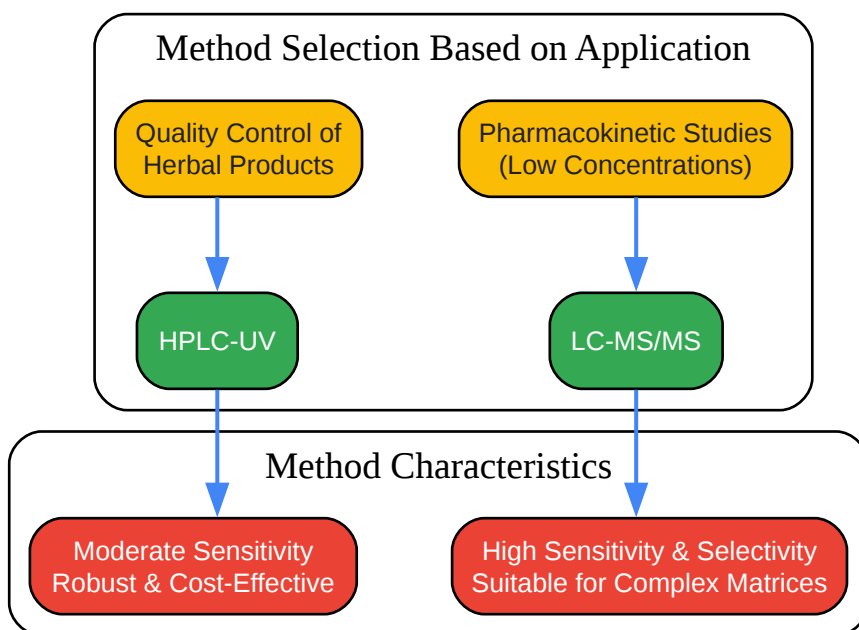 Method Selection Based on Application
Quality Control of
Herbal Products
Pharmacokinetic Studies
(Low Concentrations)
HPLC-UV
LC-MS/MS
Method Characteristics
Moderate Sensitivity
Robust & Cost-Effective
High Sensitivity & Selectivity
Suitable for Complex Matrices